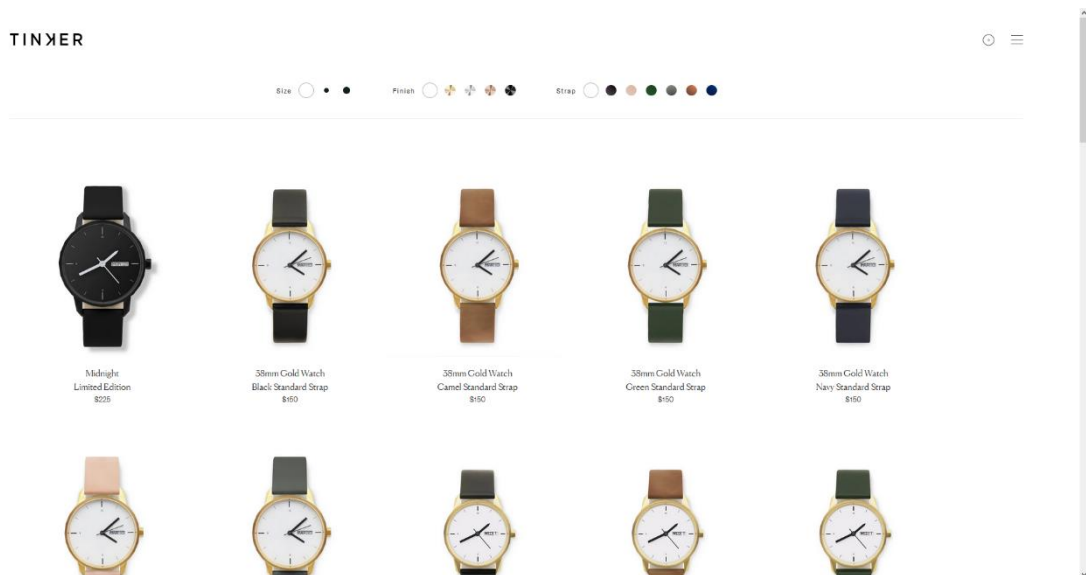 TINKER
Size
Finish
Strap
Midnight
Limited Edition
$225
38mm Gold Watch
Black Standard Strap
$150
38mm Gold Watch
Camel Standard Strap
$150
38mm Gold Watch
Green Standard Strap
$150
38mm Gold Watch
Navy Standard Strap
$150